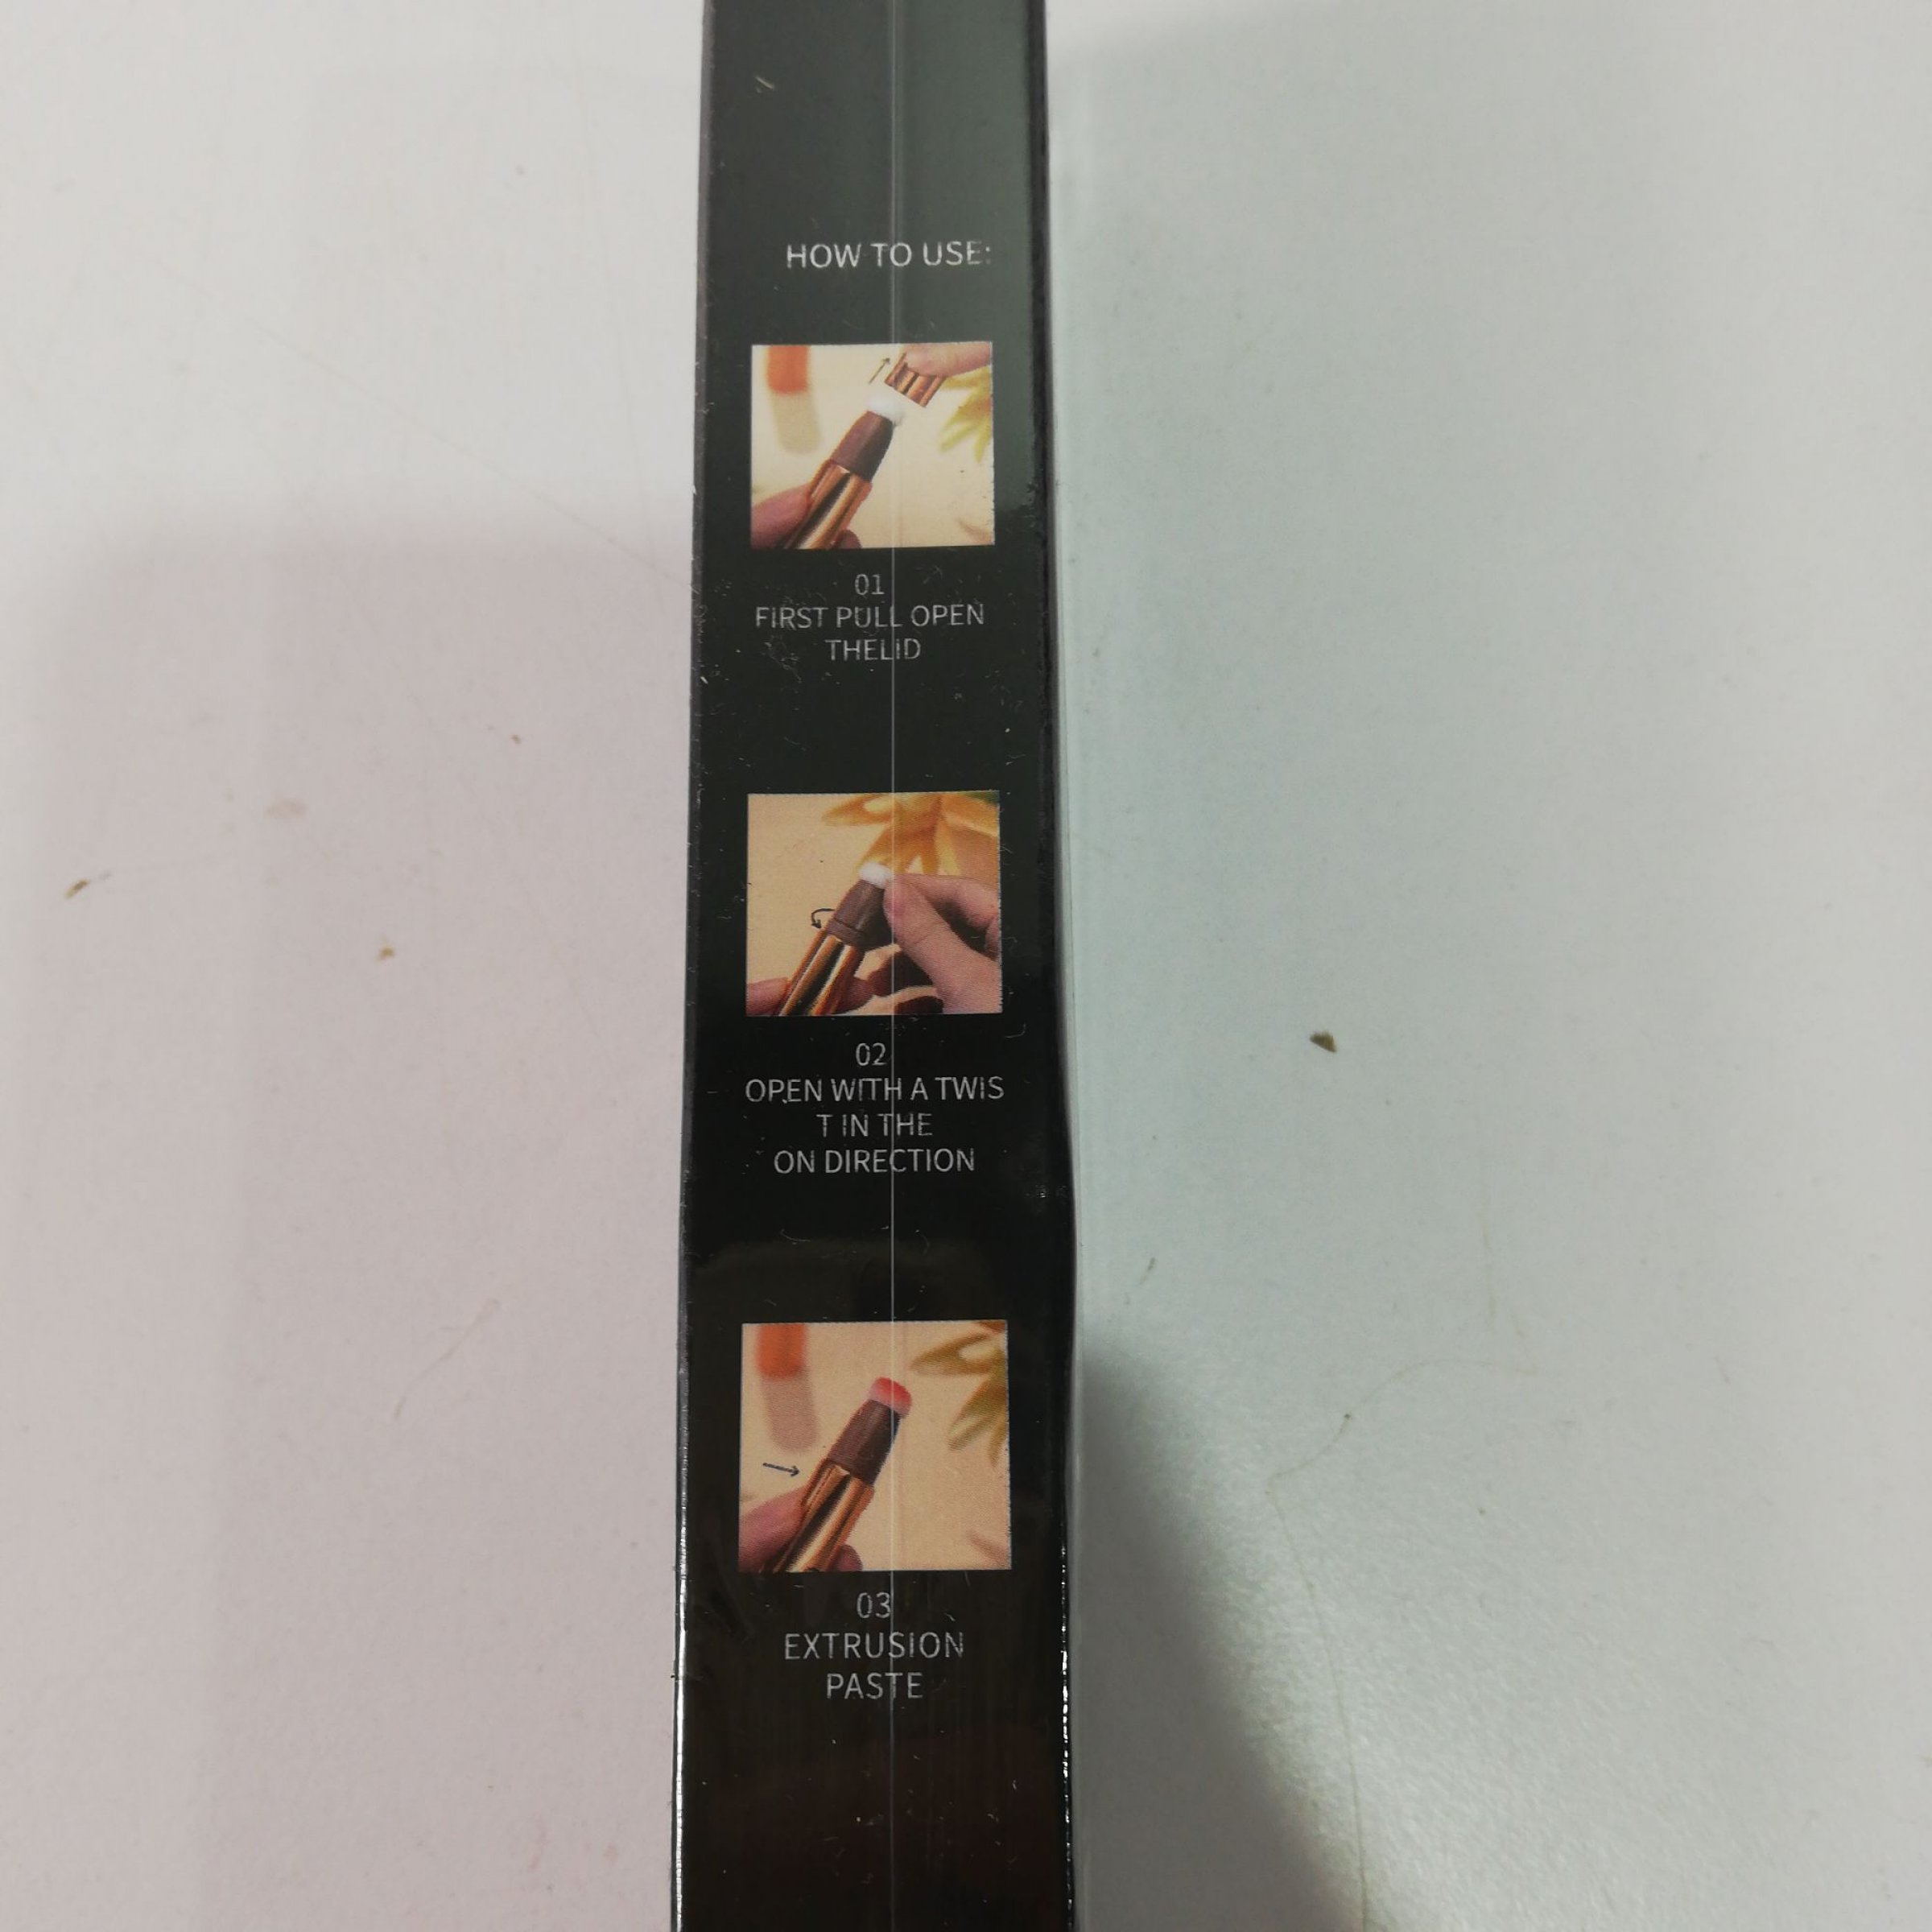 HOW TO USE:
01
FIRST PULL OPEN
THELID
02
OPEN WITH A TWIS
T IN THE
ON DIRECTION
03
EXTRUSION
PASTE